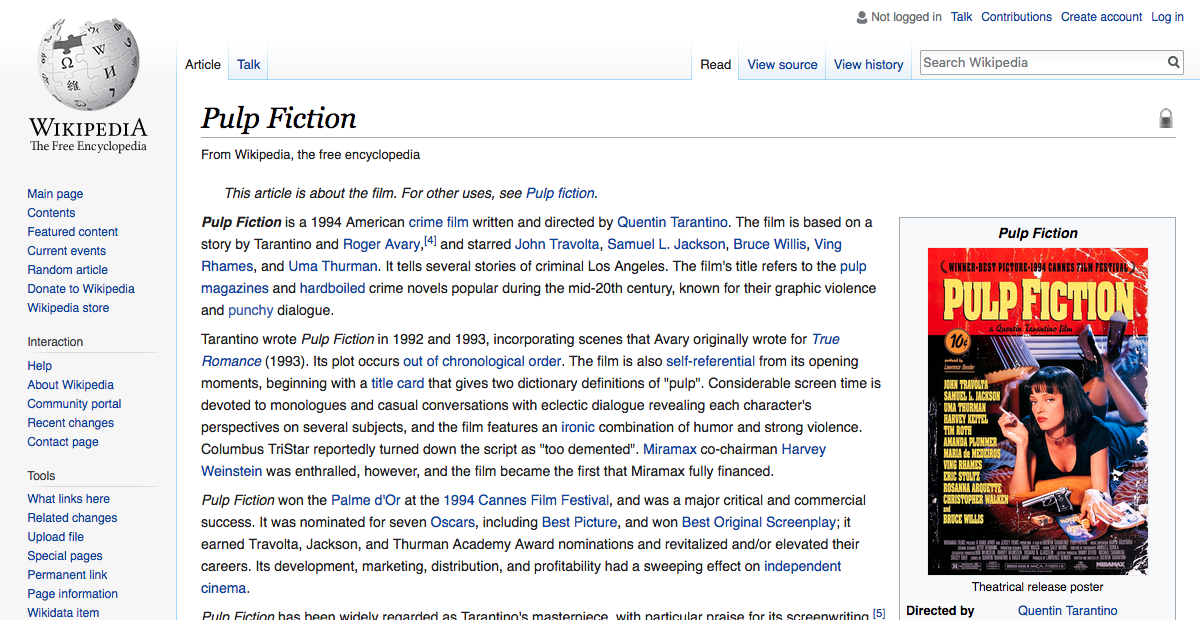 Not logged in Talk Contributions Create account Log in
Article Talk Read View source View history Search Wikipedia
WIKIPEDIA
The Free Encyclopedia
Main page
Contents
Featured content
Current events
Random article
Donate to Wikipedia
Wikipedia store
Interaction
Help
About Wikipedia
Community portal
Recent changes
Contact page
Tools
What links here
Related changes
Upload file
Special pages
Permanent link
Page information
Wikidata item
Pulp Fiction
From Wikipedia, the free encyclopedia
This article is about the film. For other uses, see Pulp fiction.
Pulp Fiction is a 1994 American crime film written and directed by Quentin Tarantino. The film is based on a
story by Tarantino and Roger Avary,[4] and starred John Travolta, Samuel L. Jackson, Bruce Willis, Ving
Rhames, and Uma Thurman. It tells several stories of criminal Los Angeles. The film's title refers to the pulp
magazines and hardboiled crime novels popular during the mid-20th century, known for their graphic violence
and punchy dialogue.
Tarantino wrote Pulp Fiction in 1992 and 1993, incorporating scenes that Avary originally wrote for True
Romance (1993). Its plot occurs out of chronological order. The film is also self-referential from its opening
moments, beginning with a title card that gives two dictionary definitions of "pulp". Considerable screen time is
devoted to monologues and casual conversations with eclectic dialogue revealing each character's
perspectives on several subjects, and the film features an ironic combination of humor and strong violence.
Columbus TriStar reportedly turned down the script as "too demented". Miramax co-chairman Harvey
Weinstein was enthralled, however, and the film became the first that Miramax fully financed.
Pulp Fiction won the Palme d'Or at the 1994 Cannes Film Festival, and was a major critical and commercial
success. It was nominated for seven Oscars, including Best Picture, and won Best Original Screenplay; it
earned Travolta, Jackson, and Thurman Academy Award nominations and revitalized and/or elevated their
careers. Its development, marketing, distribution, and profitability had a sweeping effect on independent
cinema.
Pulp Fiction has been widely regarded as Tarantino's masterpiece, with particular praise for its screenwriting.[5]
Pulp Fiction
WINNER-BEST PICTURE-1994 CANNES FILM FESTIVAL
PULP FICTION
a Quentin Tarantino film
10¢
produced by
Lawrence Bender
JOHN TRAVOLTA
SAMUEL L. JACKSON
UMA THURMAN
HARVEY KEITEL
TIM ROTH
AMANDA PLUMMER
MARIA de MEDEIROS
VING RHAMES
ERIC STOLTZ
ROSANNA ARQUETTE
CHRISTOPHER WALKEN
and
BRUCE WILLIS
MIRAMAX
Theatrical release poster
Directed by Quentin Tarantino